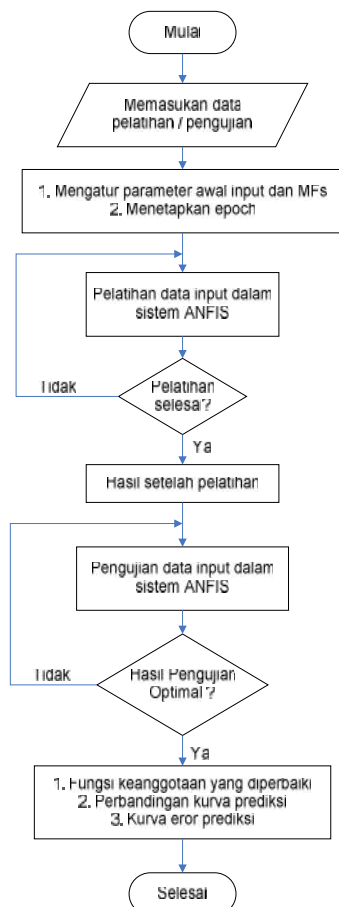 Mulai
Memasukan data
pelatihan / pengujian
1. Mengatur parameter awal input dan MFs
2. Menetapkan epoch
Pelatihan data input dalam
sistem ANFIS
Tidak
Pelatihan
selesai?
Ya
Hasil setelah pelatihan
Pengujian data input dalam
sistem ANFIS
Tidak
Hasil Pengujian
Optimal ?
Ya
1. Fungsi keanggotaan yang diperbaiki
2. Perbandingan kurva prediksi
3. Kurva eror prediksi
Selesai